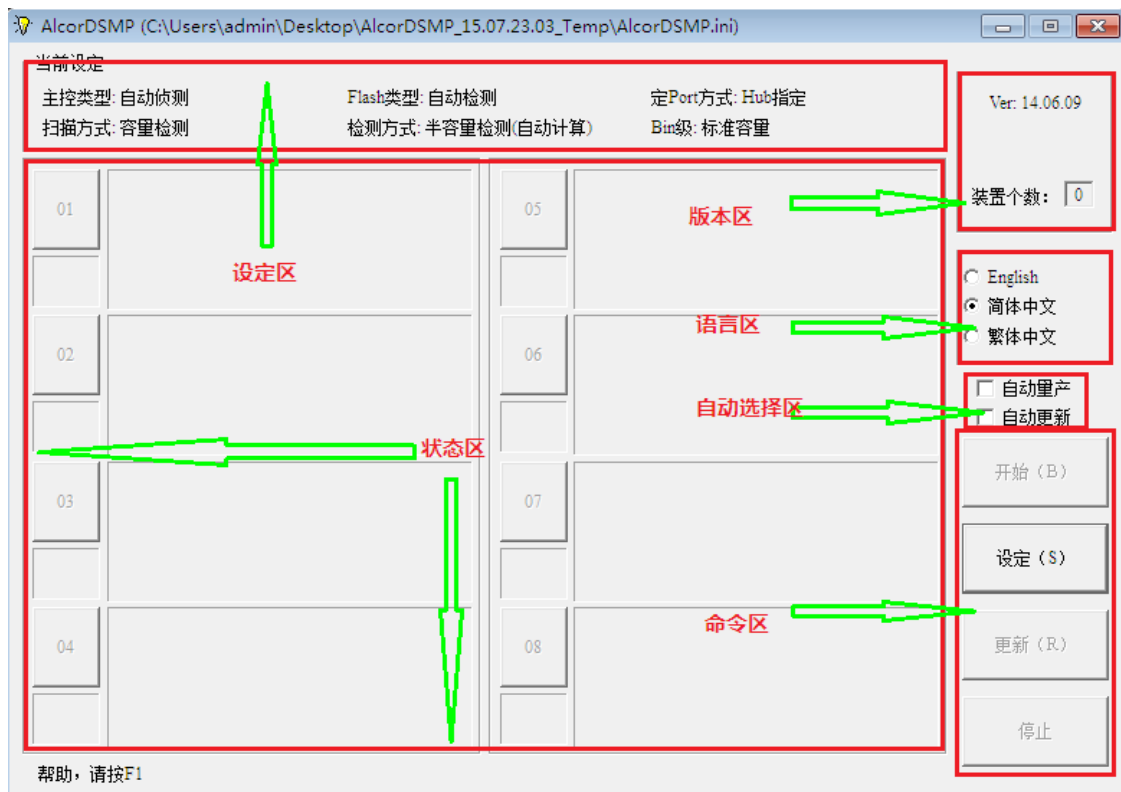 AlcorDSMP (C:\Users\admin\Desktop\AlcorDSMP_15.07.23.03_Temp\AlcorDSMP.ini)
当前设定
主控类型: 自动侦测 Flash类型: 自动检测 定Port方式: Hub指定
扫描方式: 容量检测 检测方式: 半容量检测(自动计算) Bin级: 标准容量
Ver: 14.06.09
装置个数: 0
01
05
版本区
设定区
English
简体中文
繁体中文
语言区
02
06
自动量产
自动更新
自动选择区
状态区
开始（B）
03
07
设定（S）
命令区
04
08
更新（R）
停止
帮助，请按F1